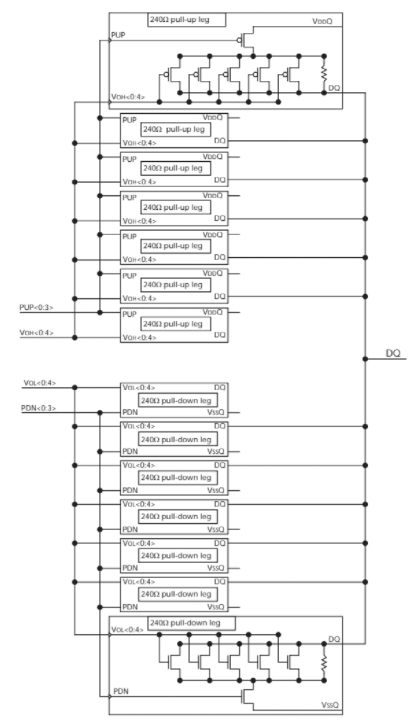 240Ω pull-up leg
VDDQ
PUP
DQ
VOH<0:4>
PUP VDDQ
240Ω pull-up leg
VOH<0:4> DQ
PUP VDDQ
240Ω pull-up leg
VOH<0:4> DQ
PUP VDDQ
240Ω pull-up leg
VOH<0:4> DQ
PUP VDDQ
240Ω pull-up leg
VOH<0:4> DQ
PUP VDDQ
240Ω pull-up leg
VOH<0:4> DQ
PUP<0:3>
PUP VDDQ
240Ω pull-up leg
VOH<0:4>
DQ
DQ
VOL<0:4>
VOL<0:4> DQ
240Ω pull-down leg
PDN<0:3>
PDN VSSQ
VOL<0:4> DQ
240Ω pull-down leg
PDN VSSQ
VOL<0:4> DQ
240Ω pull-down leg
PDN VSSQ
VOL<0:4> DQ
240Ω pull-down leg
PDN VSSQ
VOL<0:4> DQ
240Ω pull-down leg
PDN VSSQ
VOL<0:4> DQ
240Ω pull-down leg
PDN VSSQ
240Ω pull-down leg
VOL<0:4>
DQ
PDN
VSSQ